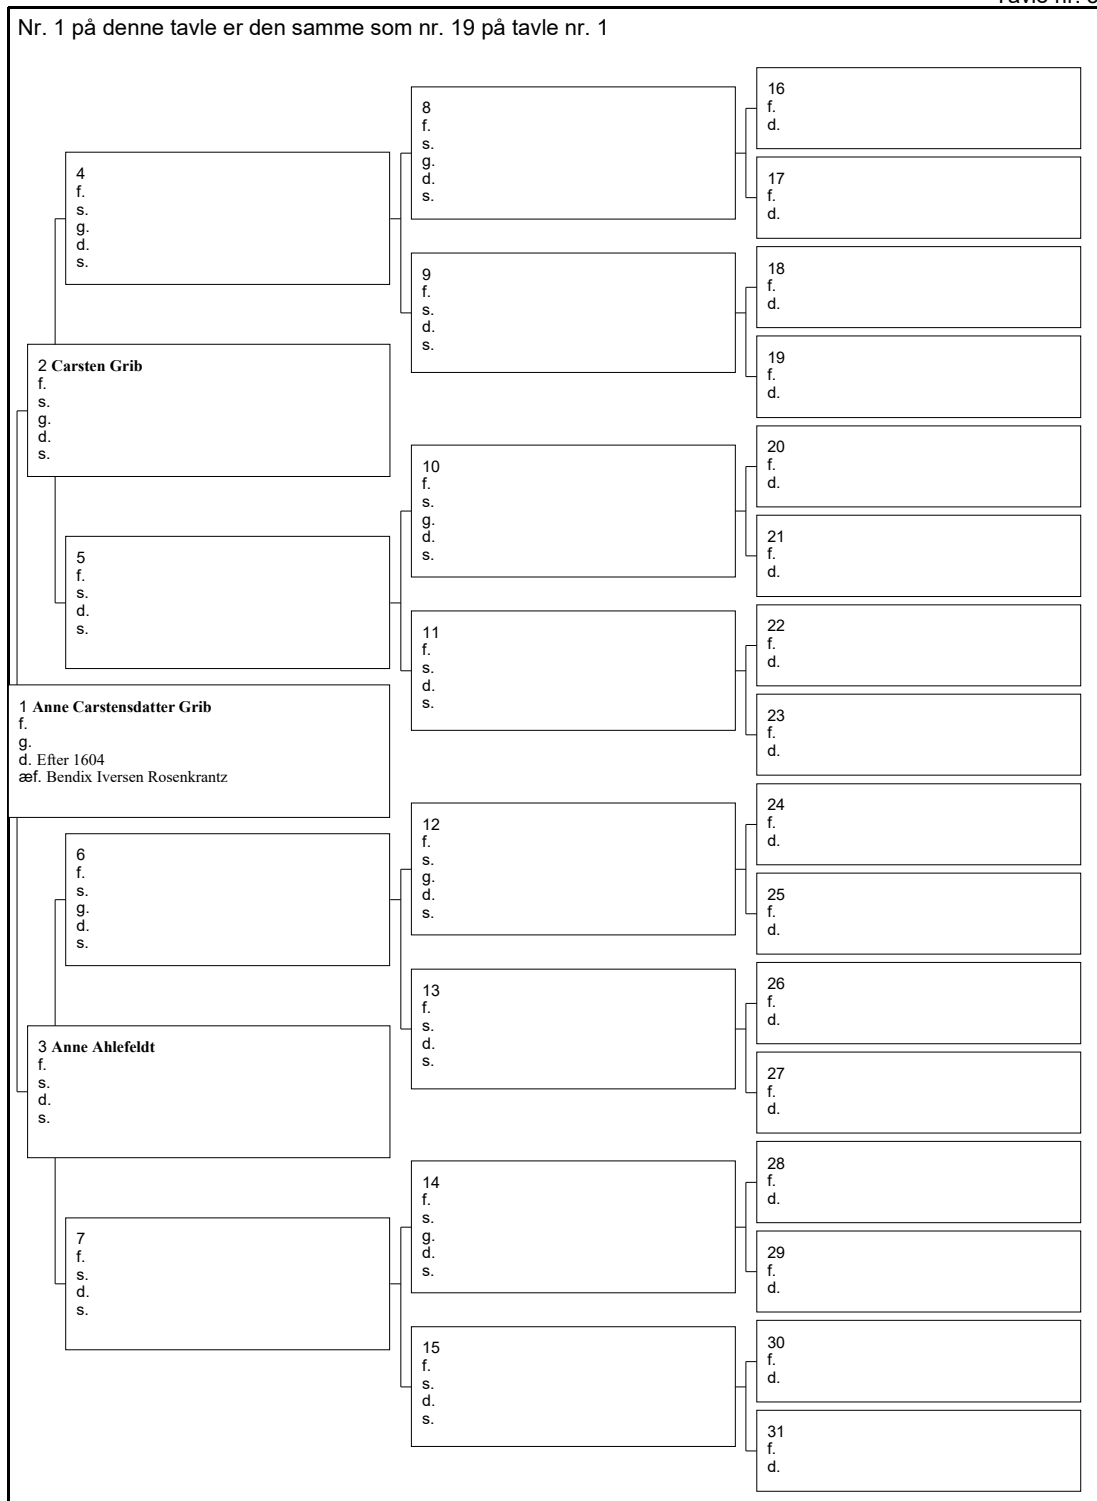 Nr. 1 på denne tavle er den samme som nr. 19 på tavle nr. 1
16
f.
d.
8
f.
s.
g.
d.
s.
17
f.
d.
4
f.
s.
g.
d.
s.
18
f.
d.
9
f.
s.
d.
s.
19
f.
d.
2 Carsten Grib
f.
s.
g.
d.
s.
20
f.
d.
10
f.
s.
g.
d.
s.
21
f.
d.
5
f.
s.
d.
s.
22
f.
d.
11
f.
s.
d.
s.
23
f.
d.
1 Anne Carstensdatter Grib
f.
g.
d. Efter 1604
æf. Bendix Iversen Rosenkrantz
24
f.
d.
12
f.
s.
g.
d.
s.
25
f.
d.
6
f.
s.
g.
d.
s.
26
f.
d.
13
f.
s.
d.
s.
27
f.
d.
3 Anne Ahlefeldt
f.
s.
d.
s.
28
f.
d.
14
f.
s.
g.
d.
s.
29
f.
d.
7
f.
s.
d.
s.
30
f.
d.
15
f.
s.
d.
s.
31
f.
d.